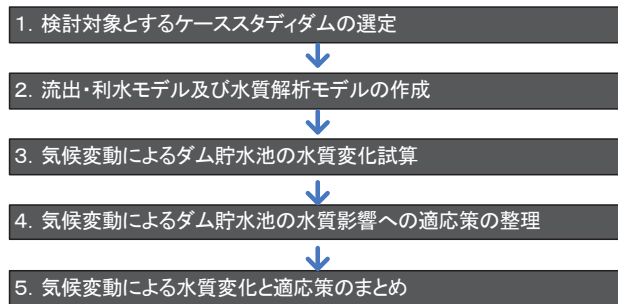 1. 検討対象とするケーススタディダムの選定
2. 流出・利水モデル及び水質解析モデルの作成
3. 気候変動によるダム貯水池の水質変化試算
4. 気候変動によるダム貯水池の水質影響への適応策の整理
5. 気候変動による水質変化と適応策のまとめ